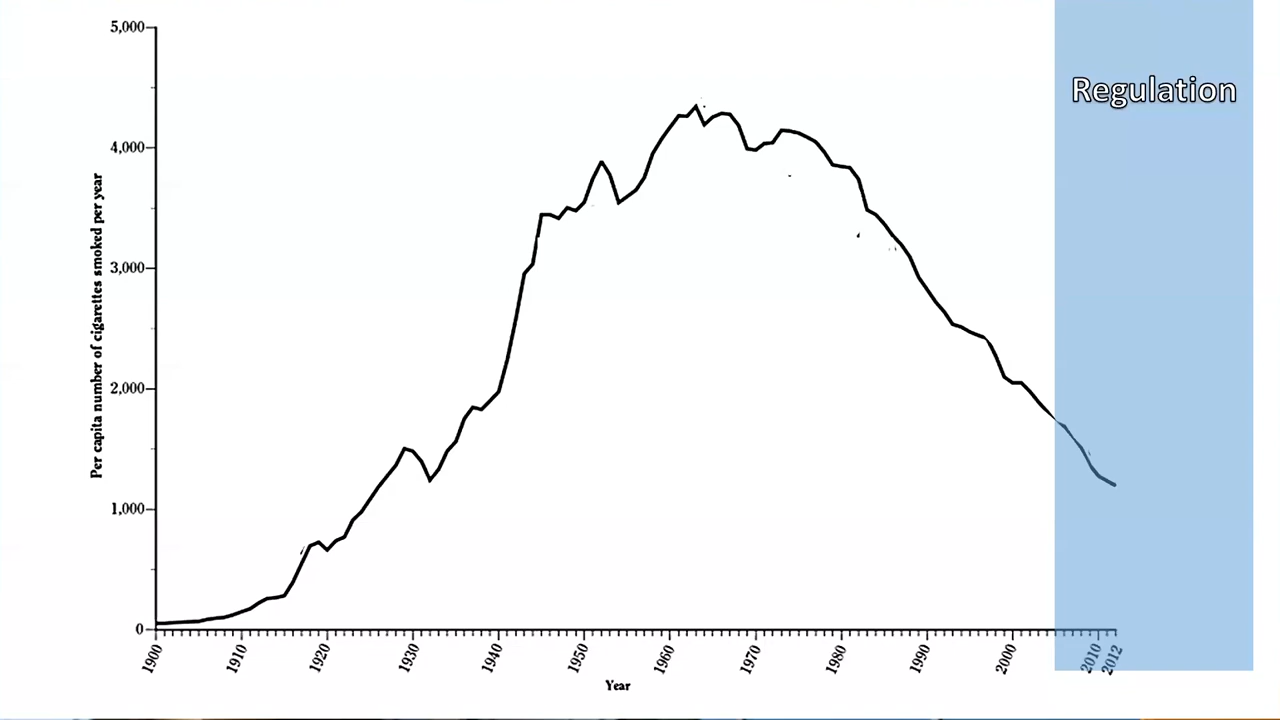 5,000
Regulation
4,000
3,000
2,000
1,000
0
Per capita number of cigarettes smoked per year
1900 1910 1920 1930 1940 1950 1960 1970 1980 1990 2000 2010 2012
Year